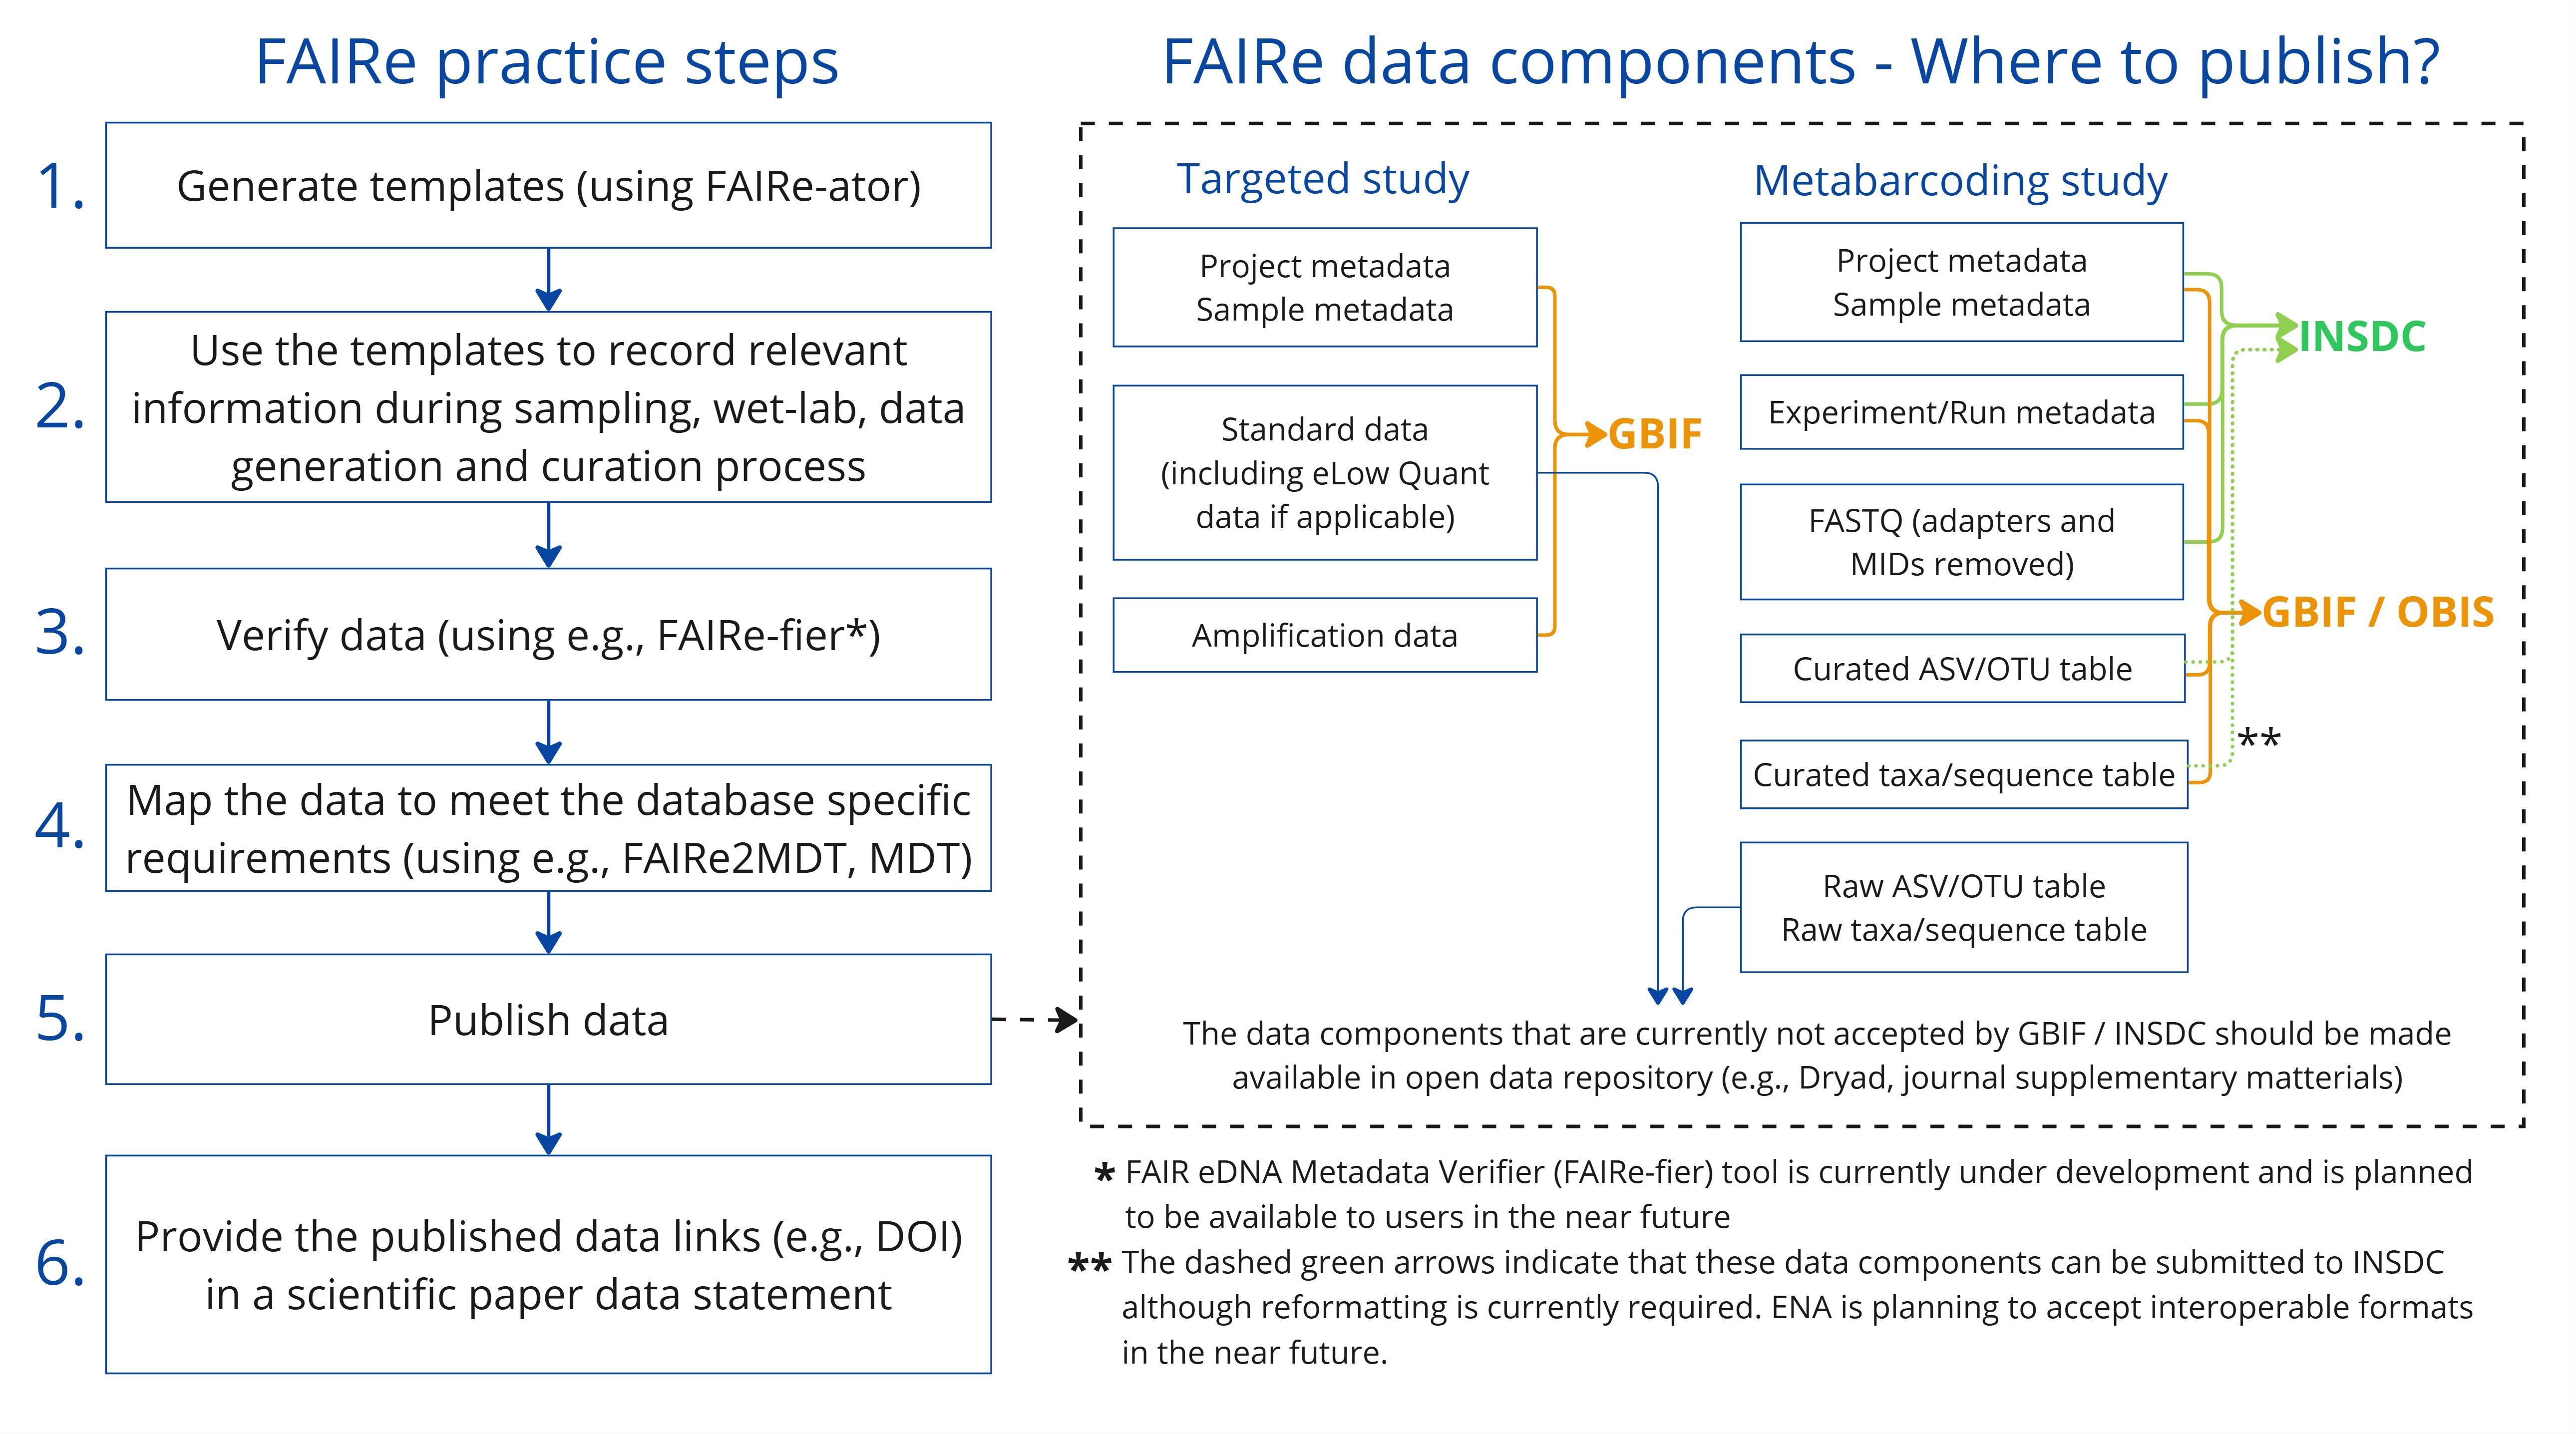 FAIRe practice steps
1.
Generate templates (using FAIRe-ator)
2.
Use the templates to record relevant
information during sampling, wet-lab, data
generation and curation process
3.
Verify data (using e.g., FAIRe-fier*)
4.
Map the data to meet the database specific
requirements (using e.g., FAIRe2MDT, MDT)
5.
Publish data
6.
Provide the published data links (e.g., DOI)
in a scientific paper data statement
FAIRe data components - Where to publish?
Targeted study
Project metadata
Sample metadata
Standard data
(including eLow Quant
data if applicable)
Amplification data
GBIF
Metabarcoding study
Project metadata
Sample metadata
Experiment/Run metadata
FASTQ (adapters and
MIDs removed)
Curated ASV/OTU table
Curated taxa/sequence table
Raw ASV/OTU table
Raw taxa/sequence table
INSDC
GBIF / OBIS
**
The data components that are currently not accepted by GBIF / INSDC should be made
available in open data repository (e.g., Dryad, journal supplementary matterials)
* FAIR eDNA Metadata Verifier (FAIRe-fier) tool is currently under development and is planned
to be available to users in the near future
** The dashed green arrows indicate that these data components can be submitted to INSDC
although reformatting is currently required. ENA is planning to accept interoperable formats
in the near future.